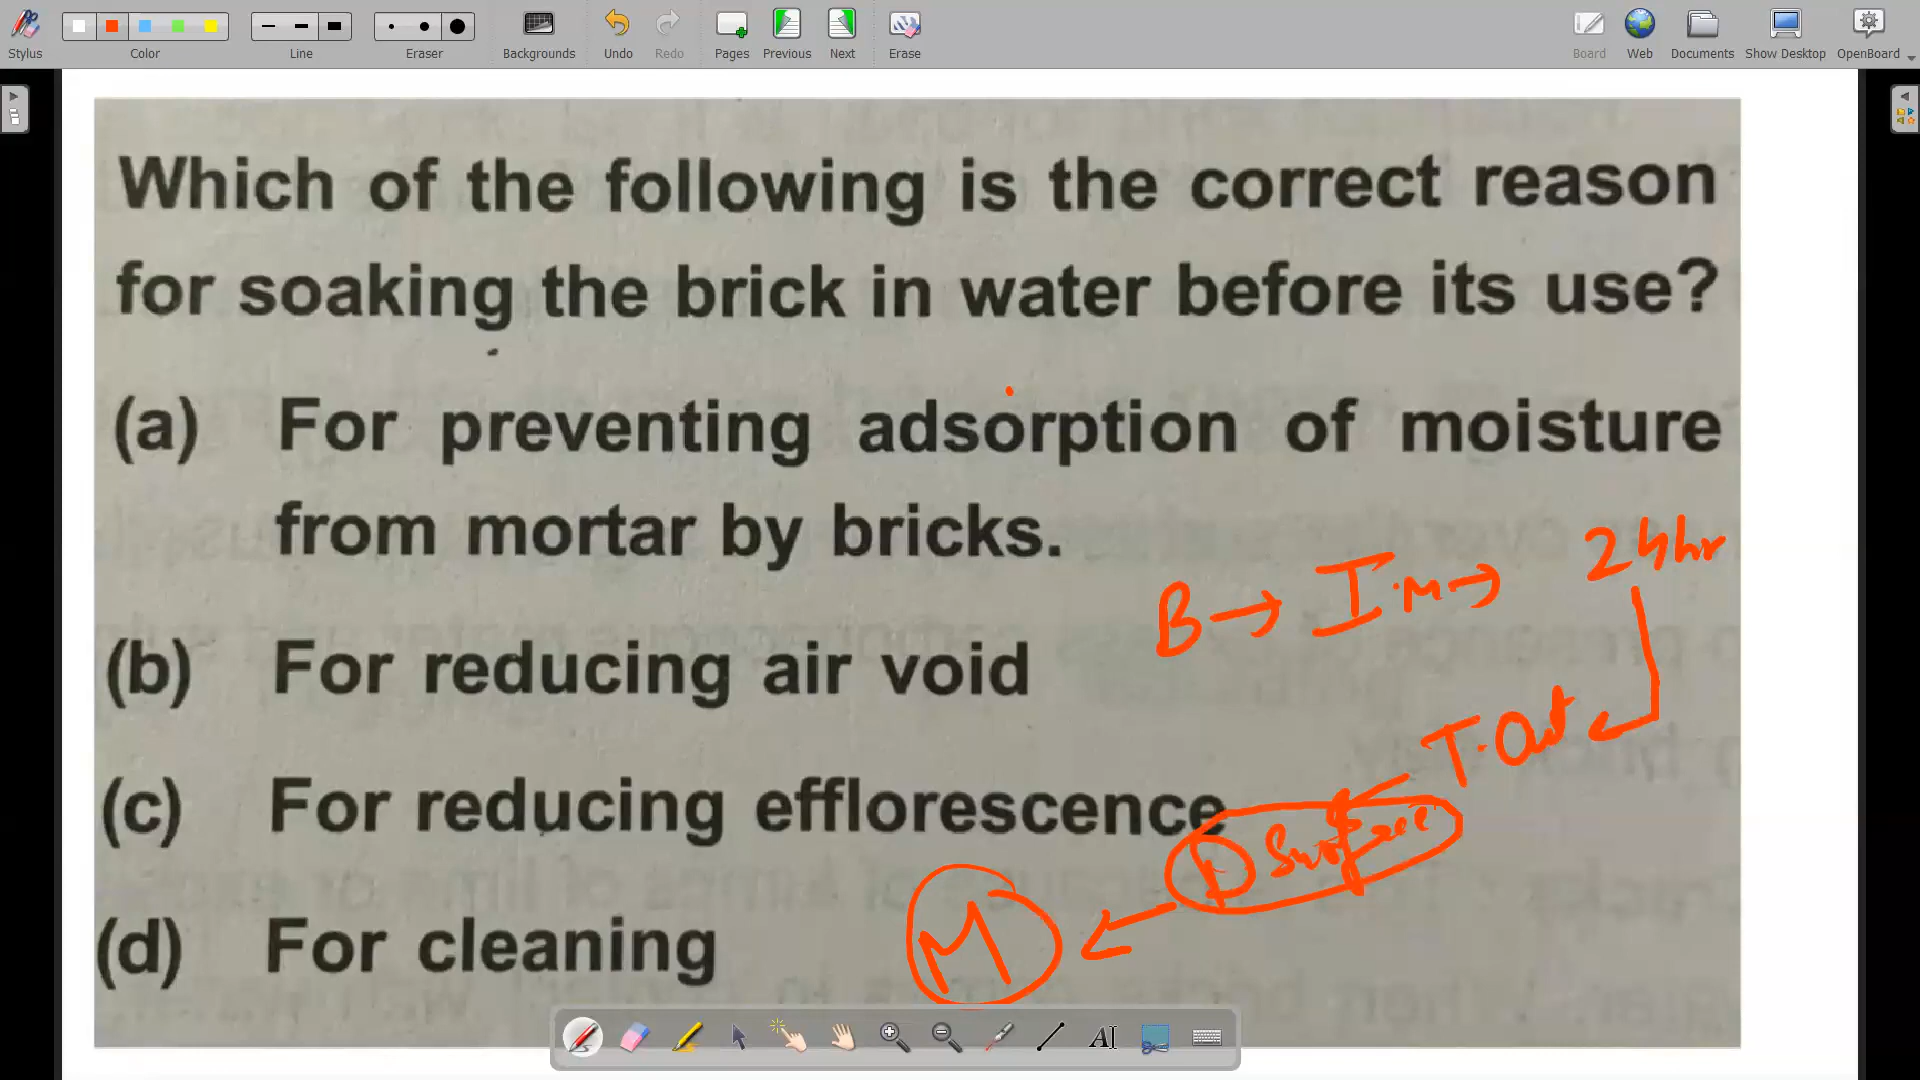 Stylus Color Line Eraser Backgrounds Undo Redo Pages Previous Next Erase Board Web Documents Show Desktop OpenBoard
Which of the following is the correct reason
for soaking the brick in water before its use?
(a) For preventing adsorption of moisture
from mortar by bricks.
B → I.M → 24hr
(b) For reducing air void
T.Out
(c) For reducing efflorescence
Surface
(d) For cleaning
M